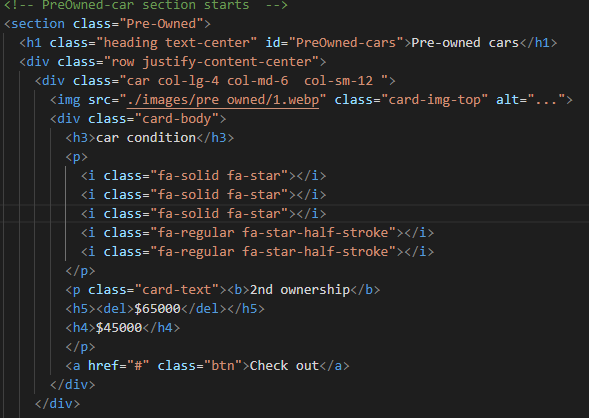 <!-- PreOwned-car section starts  -->
<section class="Pre-Owned">
<h1 class="heading text-center" id="PreOwned-cars">Pre-owned cars</h1>
<div class="row justify-content-center">
<div class="car col-lg-4 col-md-6  col-sm-12 ">
<img src="./images/pre owned/1.webp" class="card-img-top" alt="...">
<div class="card-body">
<h3>car condition</h3>
<p>
<i class="fa-solid fa-star"></i>
<i class="fa-solid fa-star"></i>
<i class="fa-solid fa-star"></i>
<i class="fa-regular fa-star-half-stroke"></i>
<i class="fa-regular fa-star-half-stroke"></i>
</p>
<p class="card-text"><b>2nd ownership</b>
<h5><del>$65000</del></h5>
<h4>$45000</h4>
</p>
<a href="#" class="btn">Check out</a>
</div>
</div>